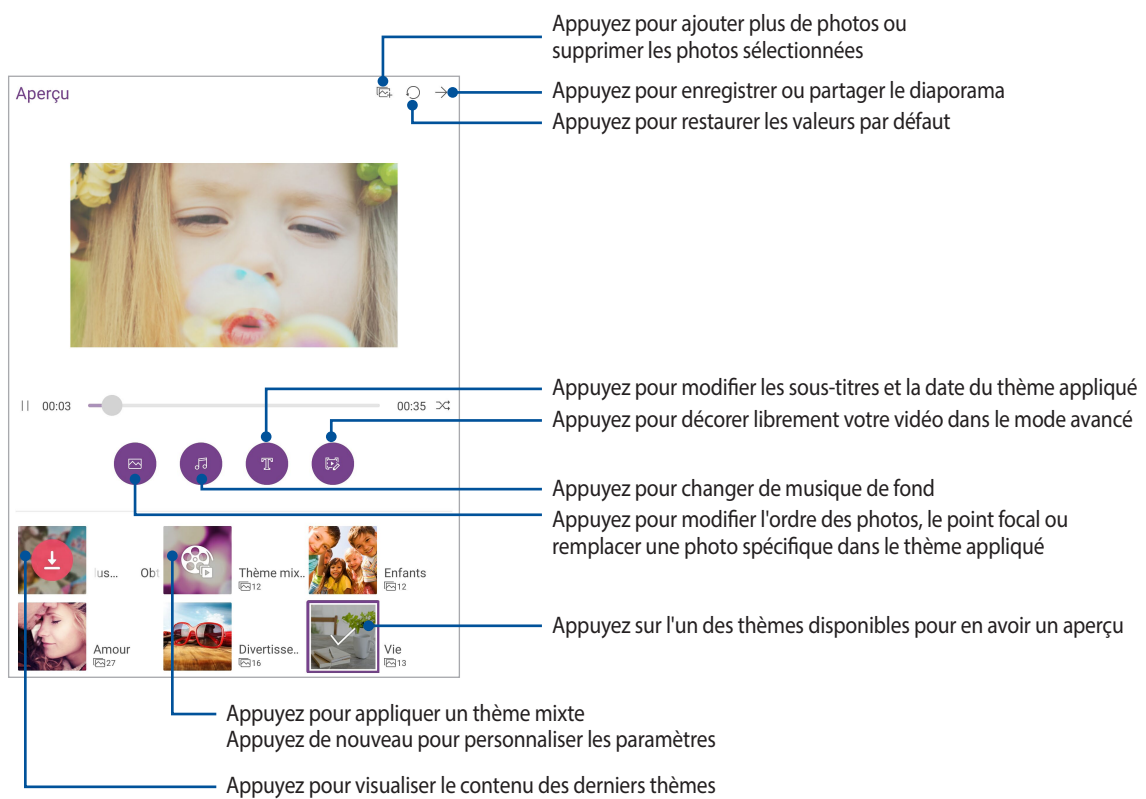 Appuyez pour ajouter plus de photos ou
supprimer les photos sélectionnées
Aperçu
Appuyez pour enregistrer ou partager le diaporama
Appuyez pour restaurer les valeurs par défaut
00:03
00:35
Appuyez pour modifier les sous-titres et la date du thème appliqué
Appuyez pour décorer librement votre vidéo dans le mode avancé
Appuyez pour changer de musique de fond
Appuyez pour modifier l'ordre des photos, le point focal ou
remplacer une photo spécifique dans le thème appliqué
lus... Obt
Thème mix..
12
Enfants
12
Amour
27
Divertisse..
16
Vie
13
Appuyez sur l'un des thèmes disponibles pour en avoir un aperçu
Appuyez pour appliquer un thème mixte
Appuyez de nouveau pour personnaliser les paramètres
Appuyez pour visualiser le contenu des derniers thèmes